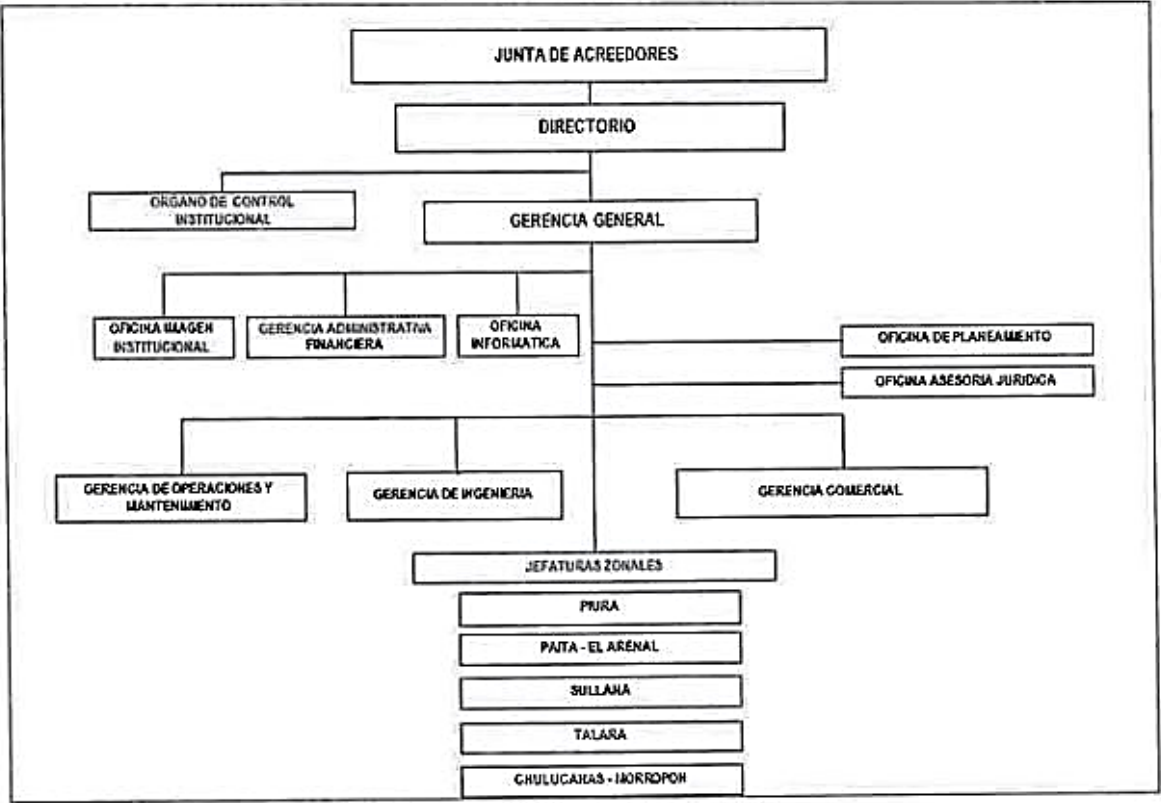 JUNTA DE ACREEDORES
DIRECTORIO
ORGANO DE CONTROL
INSTITUCIONAL
GERENCIA GENERAL
OFICINA IMAGEN
INSTITUCIONAL
GERENCIA ADMINISTRATIVA
FINANCIERA
OFICINA
INFORMATICA
OFICINA DE PLANEAMIENTO
OFICINA ASESORIA JURIDICA
GERENCIA DE OPERACIONES Y
MANTENIMIENTO
GERENCIA DE INGENIERIA
GERENCIA COMERCIAL
JEFATURAS ZONALES
PIURA
PAITA - EL ARENAL
SULLANA
TALARA
CHULUCANAS - MORROPON